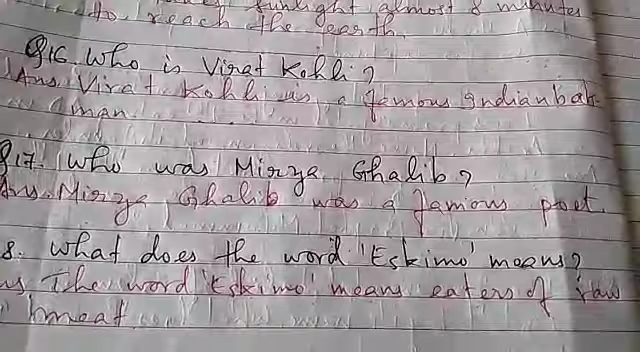 sunlight almost 8 minutes
to reach the earth.
Q16. Who is Virat Kohli?
Ans. Virat Kohli is a famous Indian bats
man.
Q17. Who was Mirza Ghalib?
Ans. Mirza Ghalib was a famous poet.
8. What does the word 'Eskimo' means?
ns The word 'Eskimo' means eaters of raw
meat